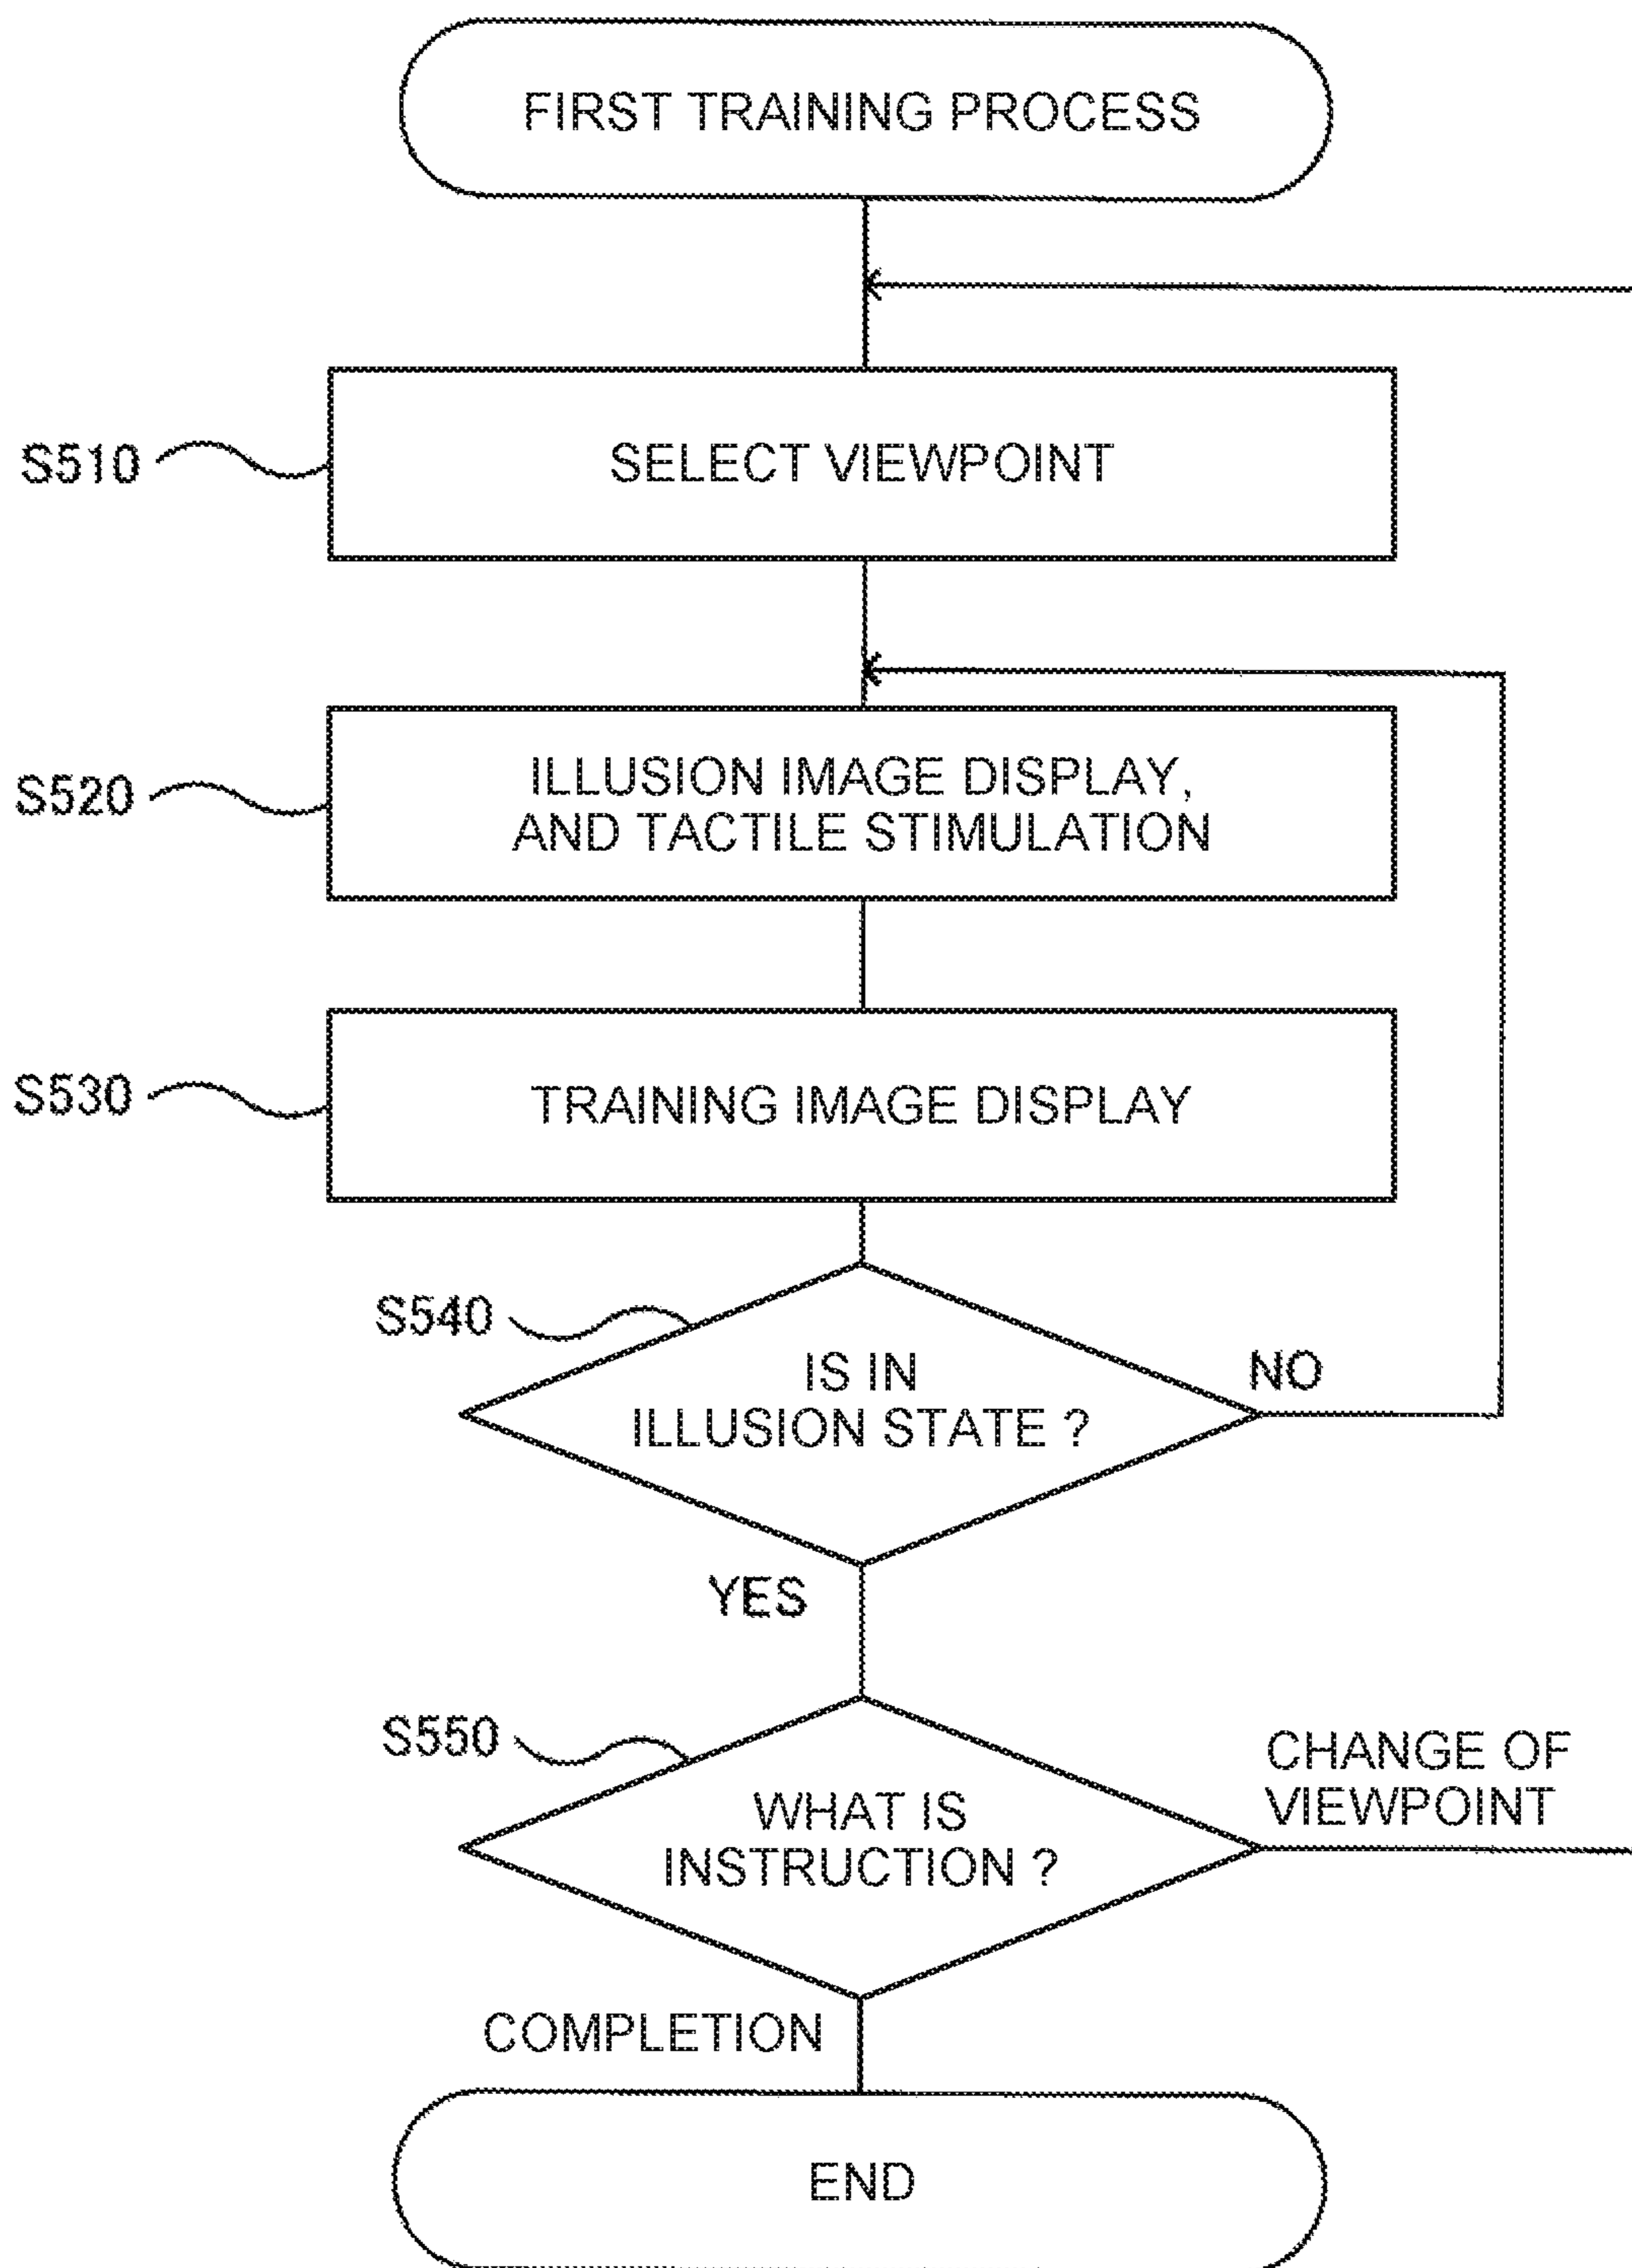 FIRST TRAINING PROCESS
S510
SELECT VIEWPOINT
S520
ILLUSION IMAGE DISPLAY,
AND TACTILE STIMULATION
S530
TRAINING IMAGE DISPLAY
S540
IS IN
ILLUSION STATE ?
NO
YES
S550
WHAT IS
INSTRUCTION ?
CHANGE OF
VIEWPOINT
COMPLETION
END